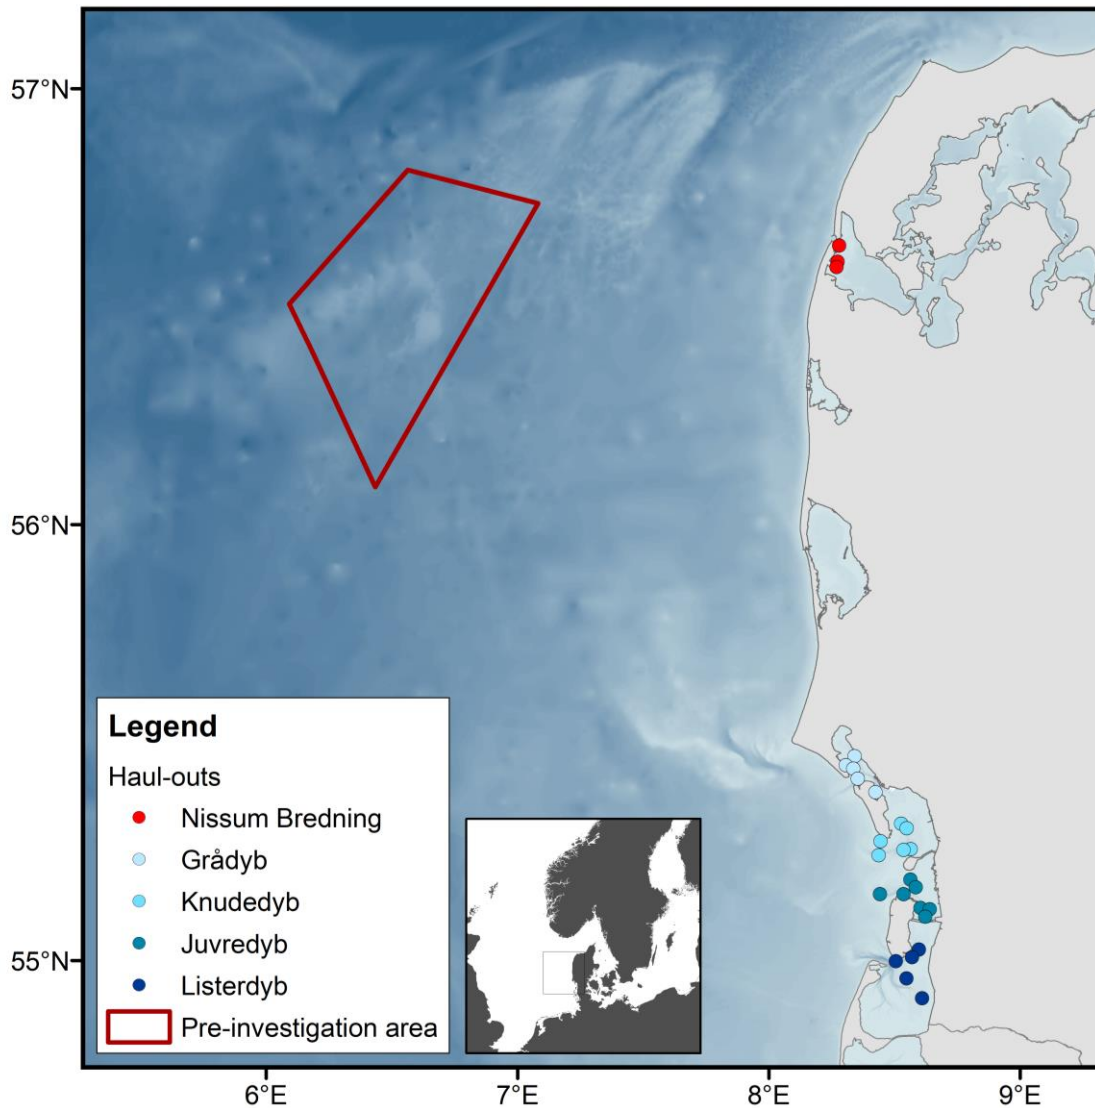 57°N
56°N
55°N
Legend
Haul-outs
Nissum Bredning
Grådyb
Knudedyb
Juvredyb
Listerdyb
Pre-investigation area
6°E
7°E
8°E
9°E